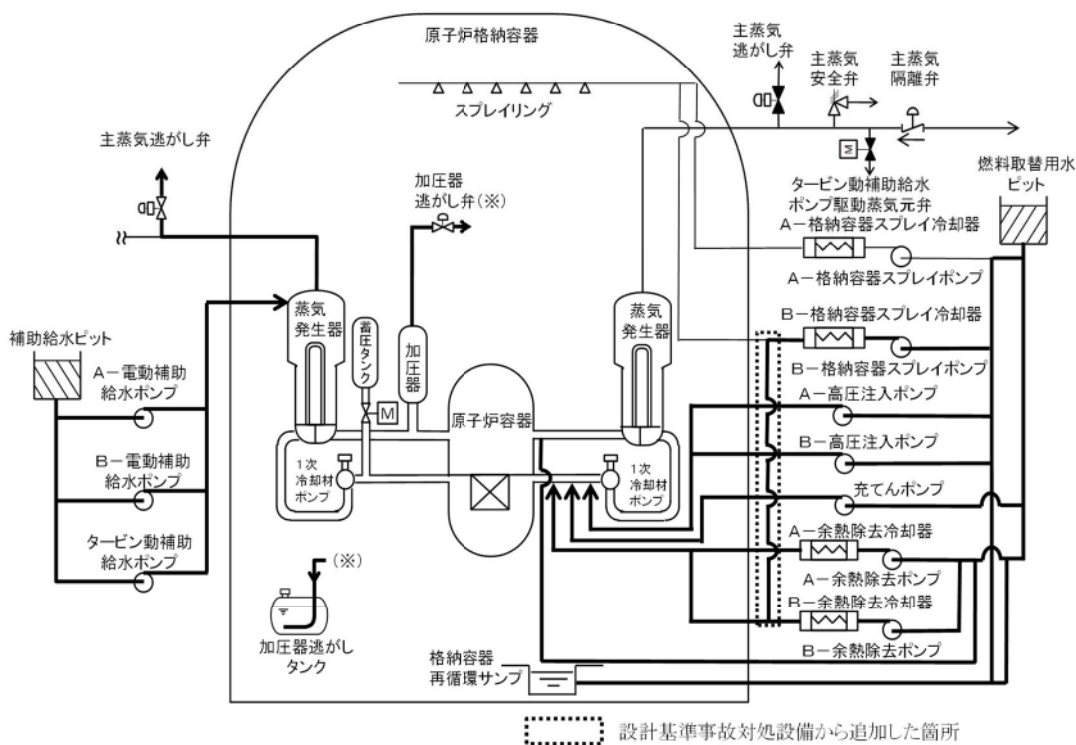 原子炉格納容器
スプレイリング
主蒸気
逃がし弁
主蒸気
安全弁
主蒸気
隔離弁
M
タービン動補助給水
ポンプ駆動蒸気元弁
燃料取替用水
ピット
主蒸気逃がし弁
加圧器
逃がし弁(※)
A-格納容器スプレイ冷却器
A-格納容器スプレイポンプ
B-格納容器スプレイ冷却器
B-格納容器スプレイポンプ
A-高圧注入ポンプ
B-高圧注入ポンプ
充てんポンプ
A-余熱除去冷却器
A-余熱除去ポンプ
B-余熱除去冷却器
B-余熱除去ポンプ
補助給水ピット
A-電動補助
給水ポンプ
B-電動補助
給水ポンプ
タービン動補助
給水ポンプ
蒸気
発生器
蓄圧タンク
M
加圧器
原子炉容器
蒸気
発生器
1次
冷却材
ポンプ
1次
冷却材
ポンプ
(※)
加圧器逃がし
タンク
格納容器
再循環サンプ
設計基準事故対処設備から追加した箇所